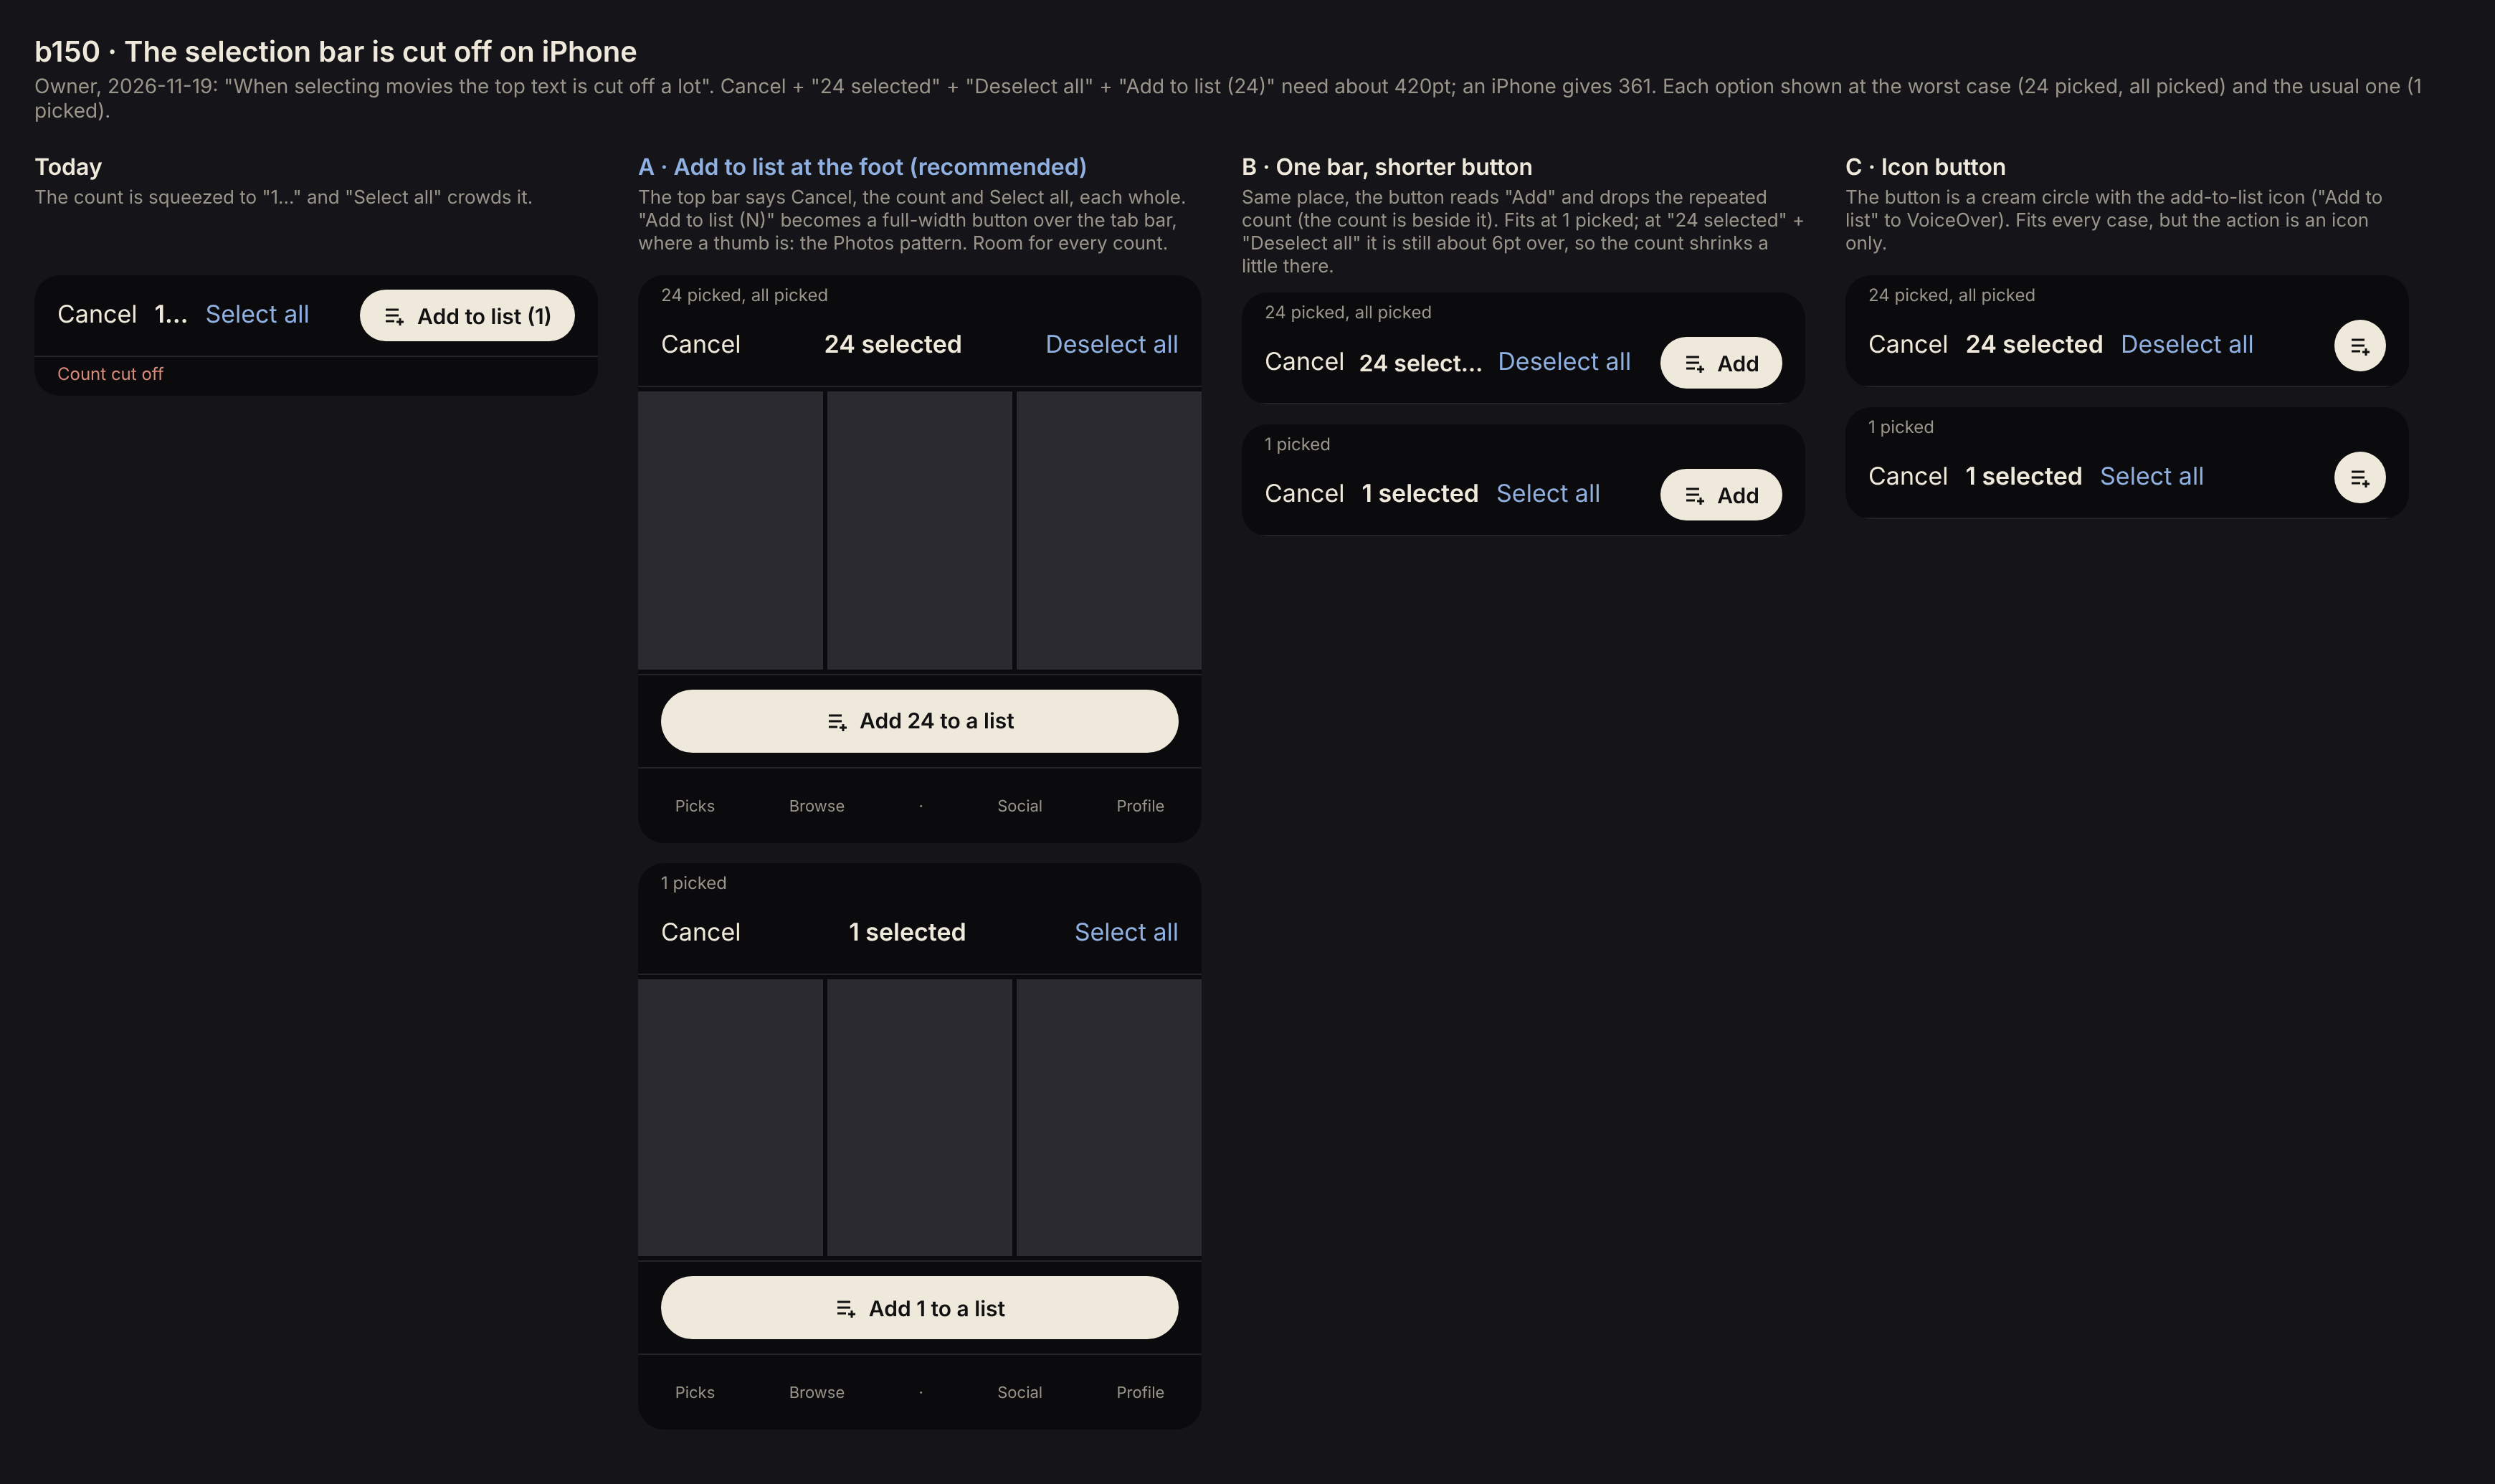 b150 · The selection bar is cut off on iPhone
Owner, 2026-11-19: "When selecting movies the top text is cut off a lot". Cancel + "24 selected" + "Deselect all" + "Add to list (24)" need about 420pt; an iPhone gives 361. Each option shown at the worst case (24 picked, all picked) and the usual one (1
picked).
Today
The count is squeezed to "1…" and "Select all" crowds it.
Cancel 1… Select all Add to list (1)
Count cut off
A · Add to list at the foot (recommended)
The top bar says Cancel, the count and Select all, each whole.
"Add to list (N)" becomes a full-width button over the tab bar,
where a thumb is: the Photos pattern. Room for every count.
24 picked, all picked
Cancel 24 selected Deselect all
Add 24 to a list
Picks Browse · Social Profile
1 picked
Cancel 1 selected Select all
Add 1 to a list
Picks Browse · Social Profile
B · One bar, shorter button
Same place, the button reads "Add" and drops the repeated
count (the count is beside it). Fits at 1 picked; at "24 selected" +
"Deselect all" it is still about 6pt over, so the count shrinks a
little there.
24 picked, all picked
Cancel 24 select… Deselect all Add
1 picked
Cancel 1 selected Select all Add
C · Icon button
The button is a cream circle with the add-to-list icon ("Add to
list" to VoiceOver). Fits every case, but the action is an icon
only.
24 picked, all picked
Cancel 24 selected Deselect all
1 picked
Cancel 1 selected Select all